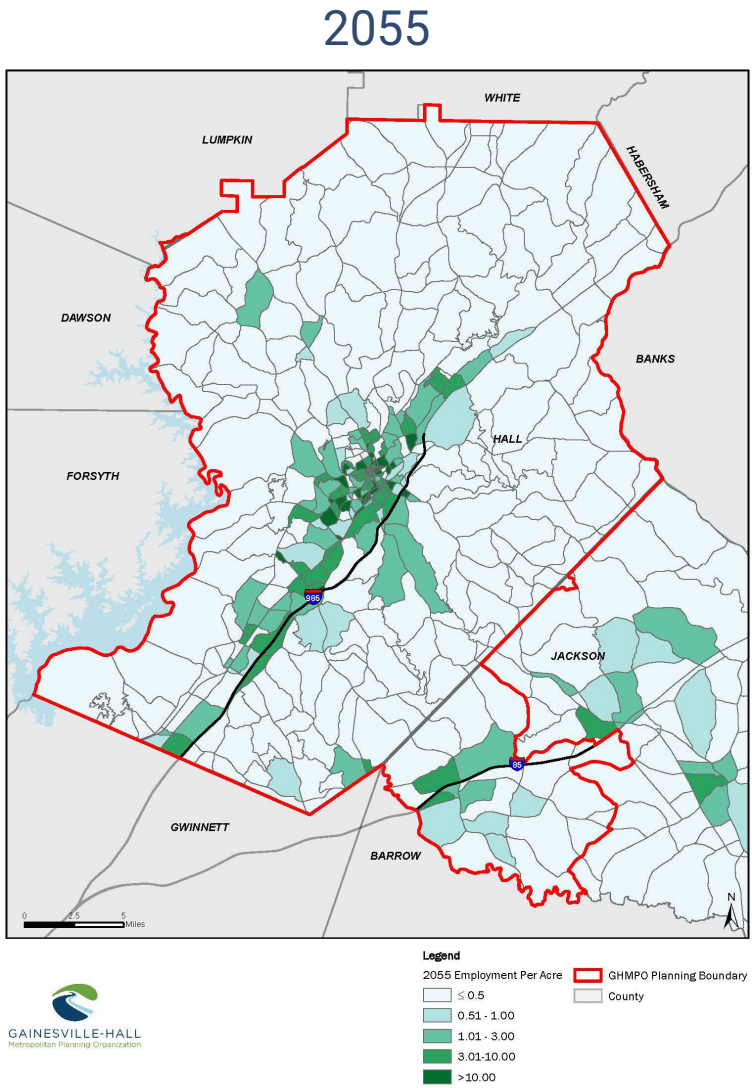 2055
WHITE
LUMPKIN
HABERSHAM
DAWSON
BANKS
HALL
FORSYTH
985
JACKSON
85
GWINNETT
BARROW
N
0 2.5 5
Miles
Legend
2055 Employment Per Acre
≤ 0.5
0.51 - 1.00
1.01 - 3.00
3.01-10.00
>10.00
GHMPO Planning Boundary
County
GAINESVILLE-HALL
Metropolitan Planning Organization